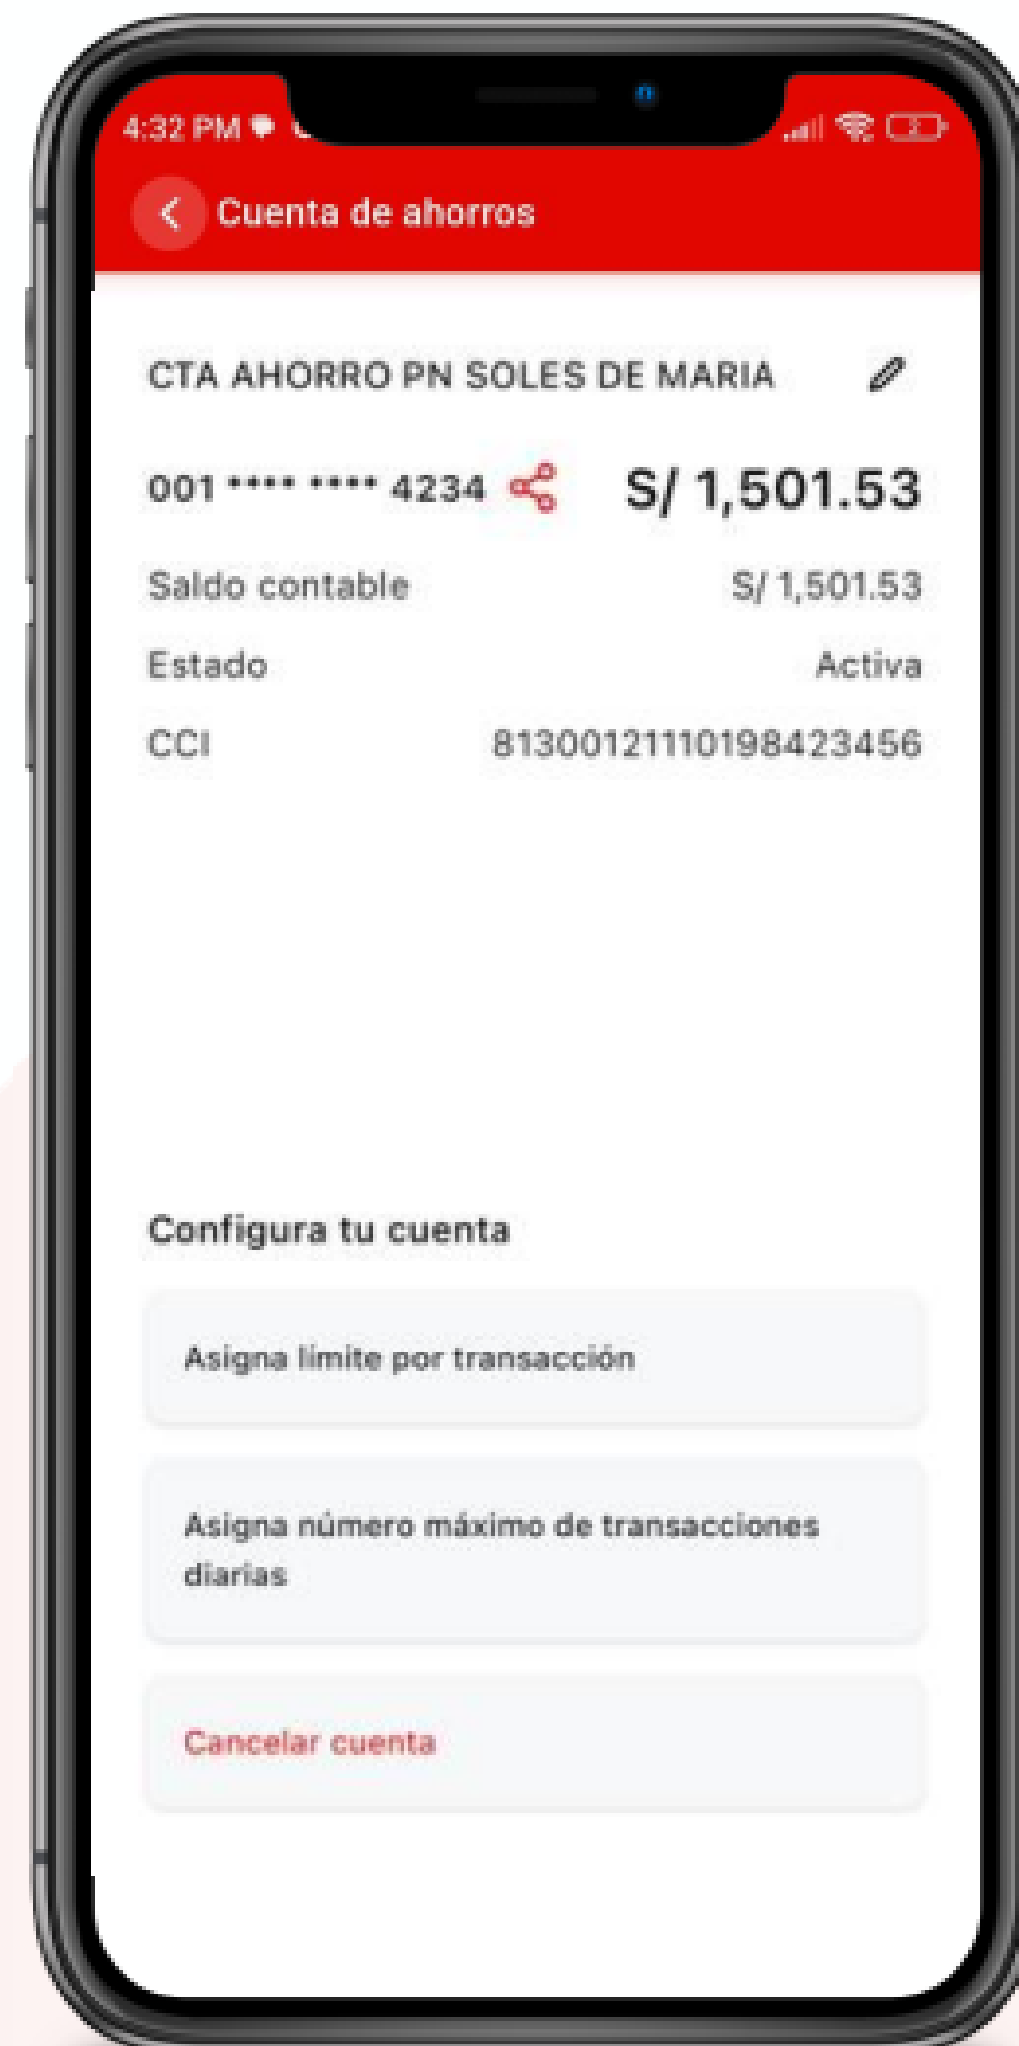 4:32 PM
Cuenta de ahorros
CTA AHORRO PN SOLES DE MARIA
001 **** **** 4234 S/ 1,501.53
Saldo contable S/ 1,501.53
Estado Activa
CCI 81300121110198423456
Configura tu cuenta
Asigna límite por transacción
Asigna número máximo de transacciones
diarias
Cancelar cuenta